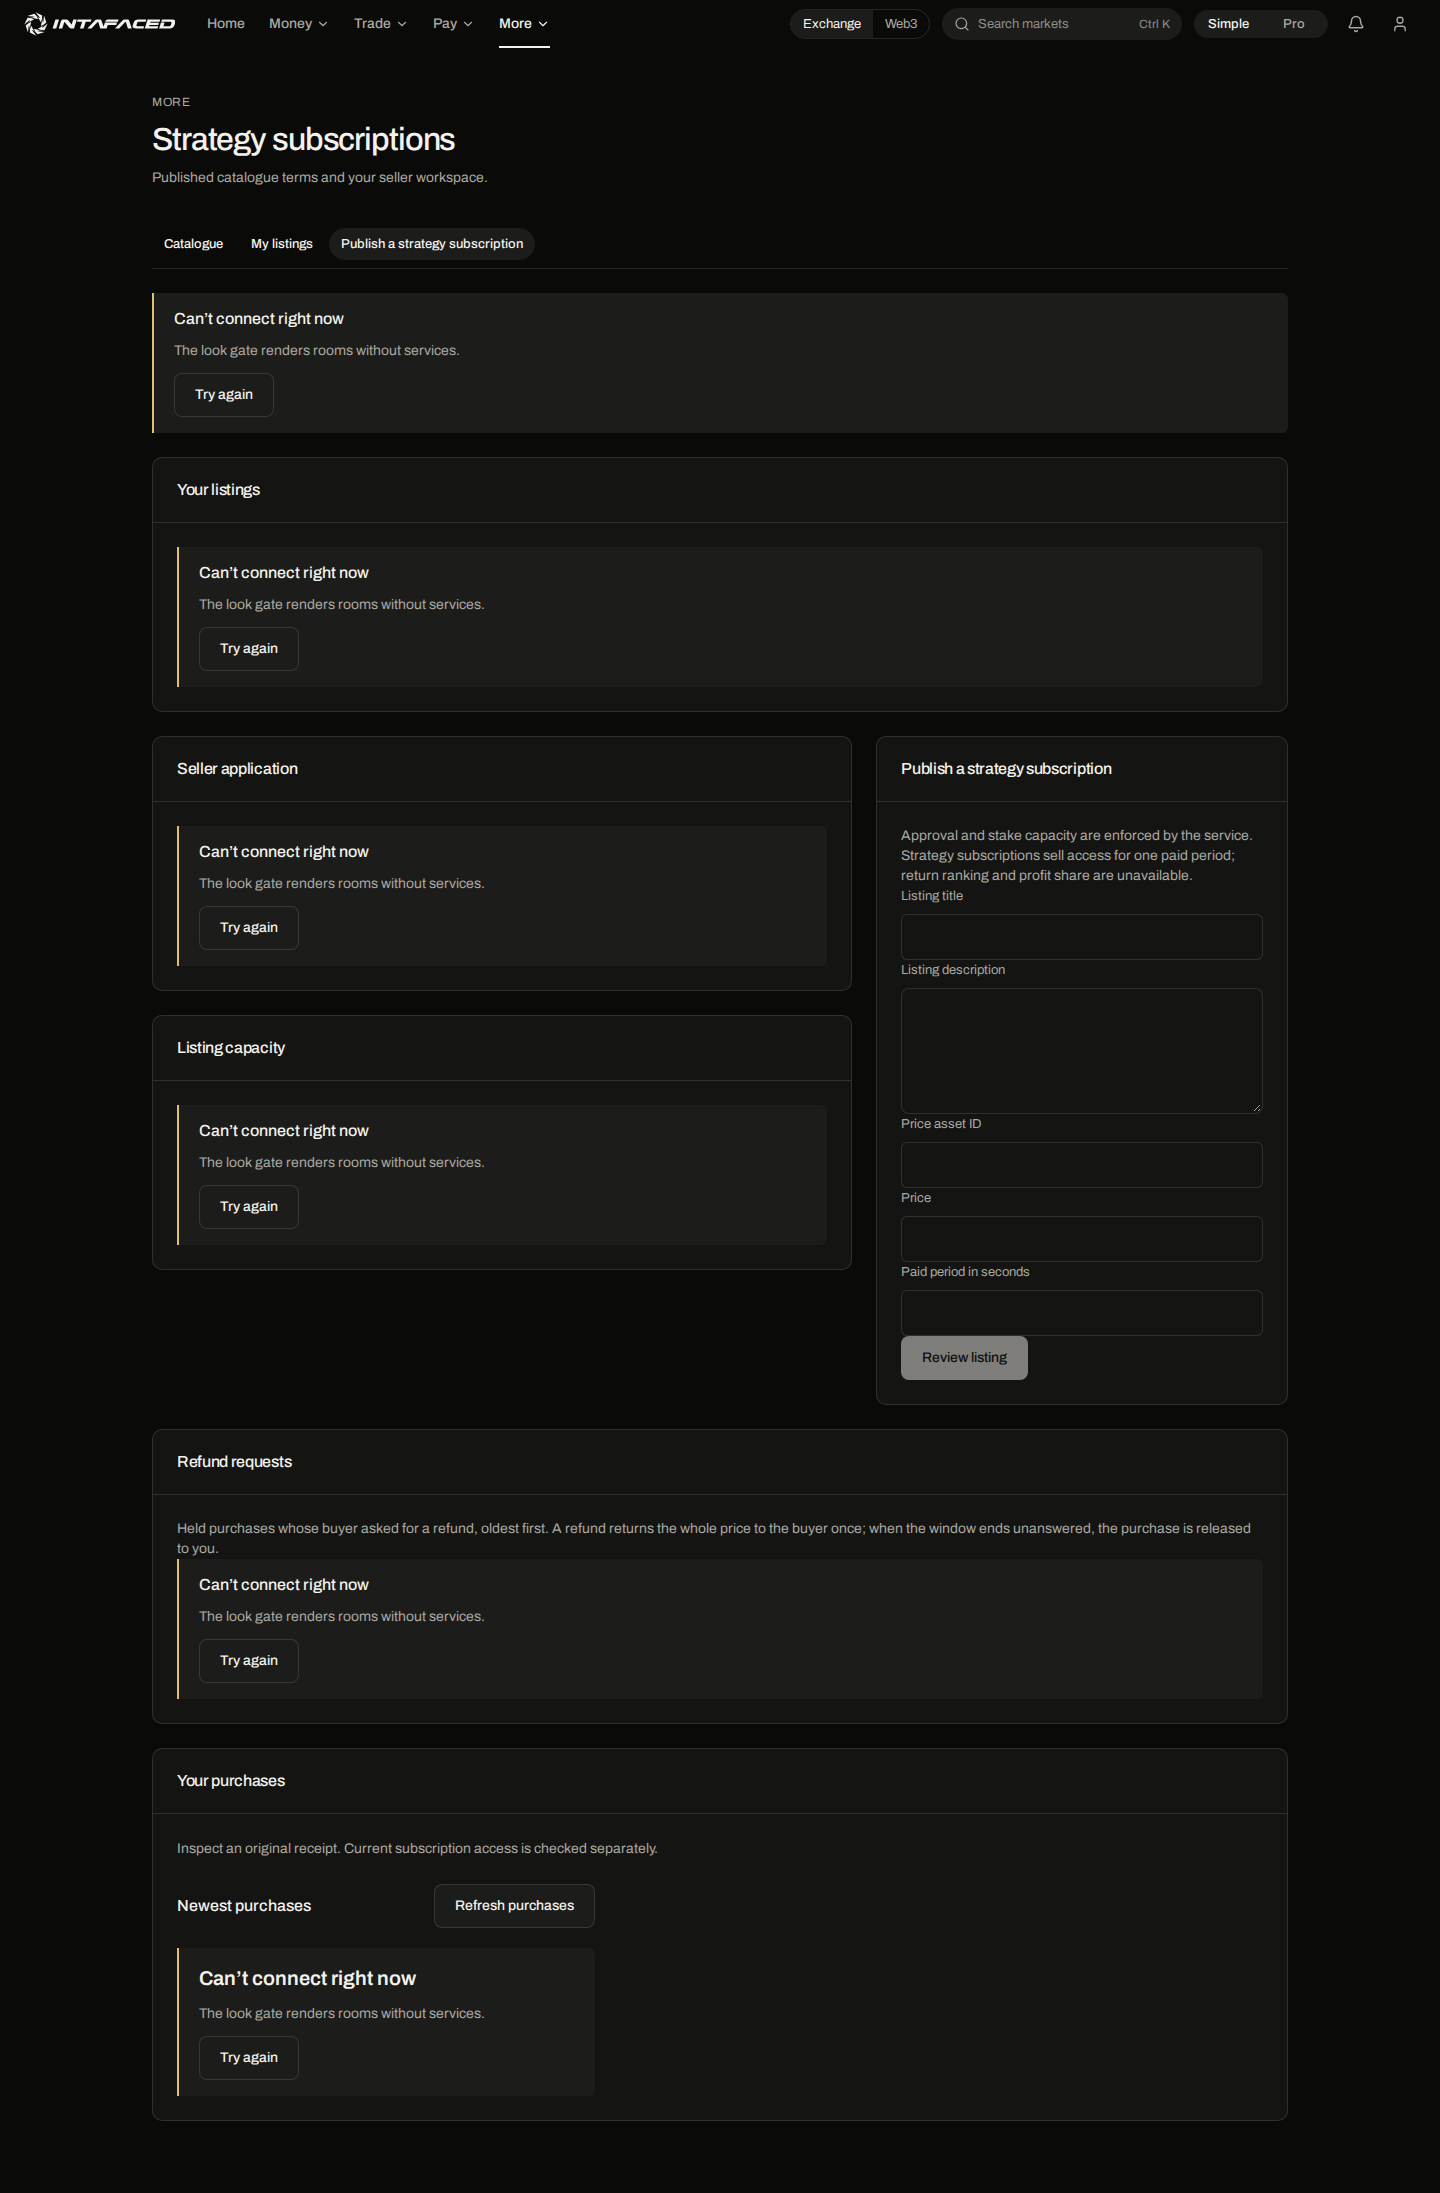 INTAFACED
Home Money Trade Pay More
Exchange Web3
Search markets Ctrl K
Simple Pro
MORE
Strategy subscriptions
Published catalogue terms and your seller workspace.
Catalogue My listings Publish a strategy subscription
Can’t connect right now
The look gate renders rooms without services.
Try again
Your listings
Can’t connect right now
The look gate renders rooms without services.
Try again
Seller application
Can’t connect right now
The look gate renders rooms without services.
Try again
Listing capacity
Can’t connect right now
The look gate renders rooms without services.
Try again
Publish a strategy subscription
Approval and stake capacity are enforced by the service.
Strategy subscriptions sell access for one paid period;
return ranking and profit share are unavailable.
Listing title
Listing description
Price asset ID
Price
Paid period in seconds
Review listing
Refund requests
Held purchases whose buyer asked for a refund, oldest first. A refund returns the whole price to the buyer once; when the window ends unanswered, the purchase is released
to you.
Can’t connect right now
The look gate renders rooms without services.
Try again
Your purchases
Inspect an original receipt. Current subscription access is checked separately.
Newest purchases
Refresh purchases
Can’t connect right now
The look gate renders rooms without services.
Try again